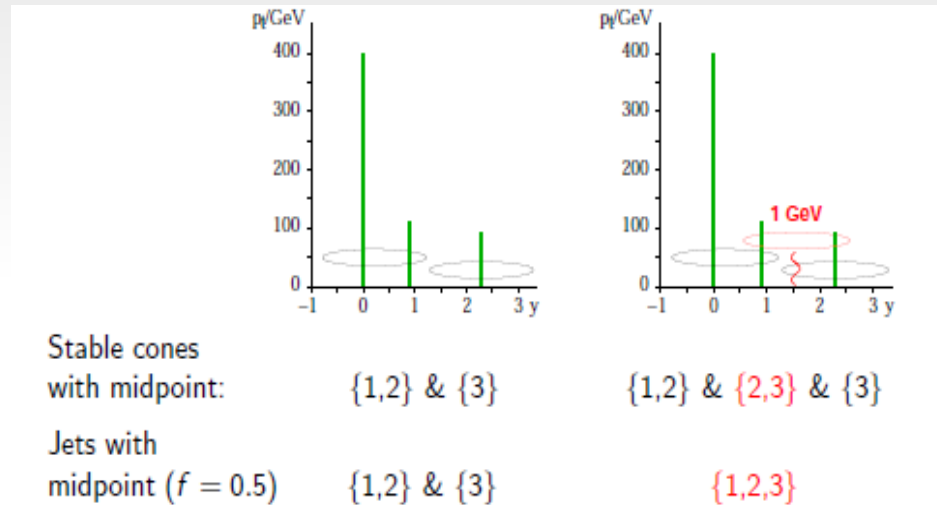 pt/GeV
400
300
200
100
0
−1 0 1 2 3 y
pt/GeV
400
300
200
100
0
1 GeV
−1 0 1 2 3 y
Stable cones
with midpoint: {1,2} & {3} {1,2} & {2,3} & {3}
Jets with
midpoint (f = 0.5) {1,2} & {3} {1,2,3}